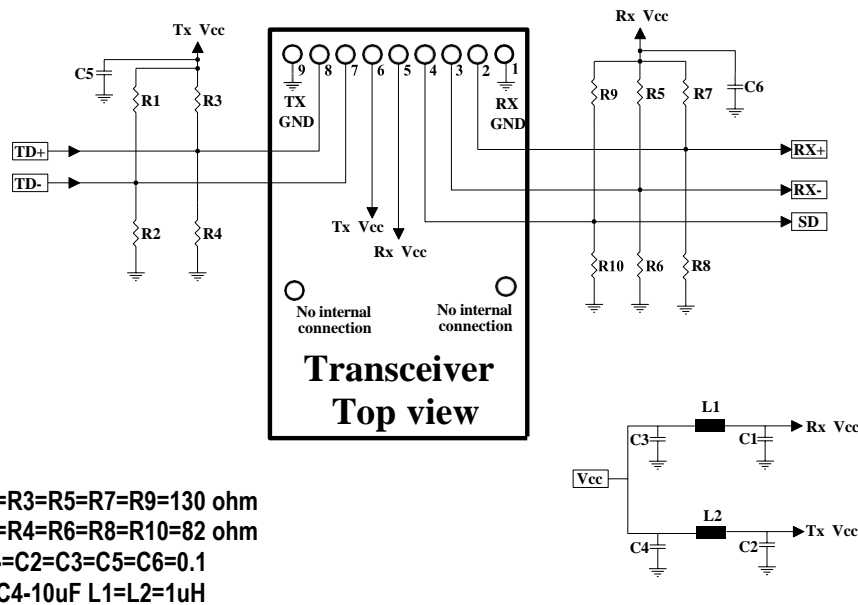 Tx Vcc
C5
R1
R3
TD+
TD-
R2
R4
9
8
7
6
5
4
3
2
1
TX
GND
RX
GND
Tx Vcc
Rx Vcc
No internal
connection
No internal
connection
Transceiver
Top view
Rx Vcc
R9
R5
R7
C6
RX+
RX-
SD
R10
R6
R8
L1
C3
C1
Rx Vcc
Vcc
L2
C4
C2
Tx Vcc
=R3=R5=R7=R9=130 ohm
=R4=R6=R8=R10=82 ohm
=C2=C3=C5=C6=0.1
C4-10uF L1=L2=1uH